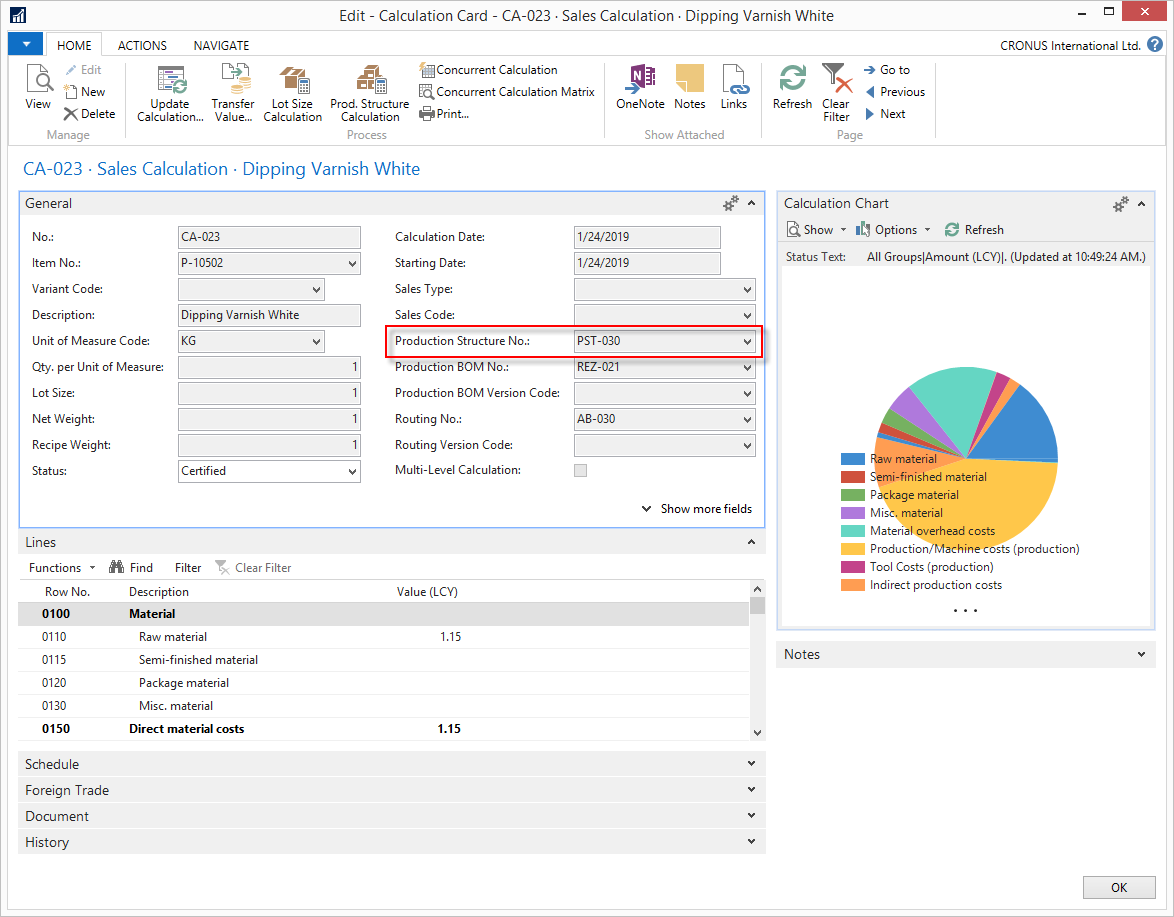 Edit - Calculation Card - CA-023 · Sales Calculation · Dipping Varnish White
HOME ACTIONS NAVIGATE
CRONUS International Ltd. ?
View
Edit
New
Delete
Manage
Update Calculation...
Transfer Value...
Lot Size Calculation
Prod. Structure Calculation
Concurrent Calculation
Concurrent Calculation Matrix
Print...
Process
OneNote
Notes
Links
Show Attached
Refresh
Clear Filter
Go to
Previous
Next
Page
CA-023 · Sales Calculation · Dipping Varnish White
General
No.: CA-023
Item No.: P-10502
Variant Code:
Description: Dipping Varnish White
Unit of Measure Code: KG
Qty. per Unit of Measure: 1
Lot Size: 1
Net Weight: 1
Recipe Weight: 1
Status: Certified
Calculation Date: 1/24/2019
Starting Date: 1/24/2019
Sales Type:
Sales Code:
Production Structure No.: PST-030
Production BOM No.: REZ-021
Production BOM Version Code:
Routing No.: AB-030
Routing Version Code:
Multi-Level Calculation:
Show more fields
Lines
Functions Find Filter Clear Filter
Row No. Description Value (LCY)
0100 Material
0110 Raw material 1.15
0115 Semi-finished material
0120 Package material
0130 Misc. material
0150 Direct material costs 1.15
Schedule
Foreign Trade
Document
History
Calculation Chart
Show Options Refresh
Status Text: All Groups|Amount (LCY)|. (Updated at 10:49:24 AM.)
Raw material
Semi-finished material
Package material
Misc. material
Material overhead costs
Production/Machine costs (production)
Tool Costs (production)
Indirect production costs
• • •
Notes
OK